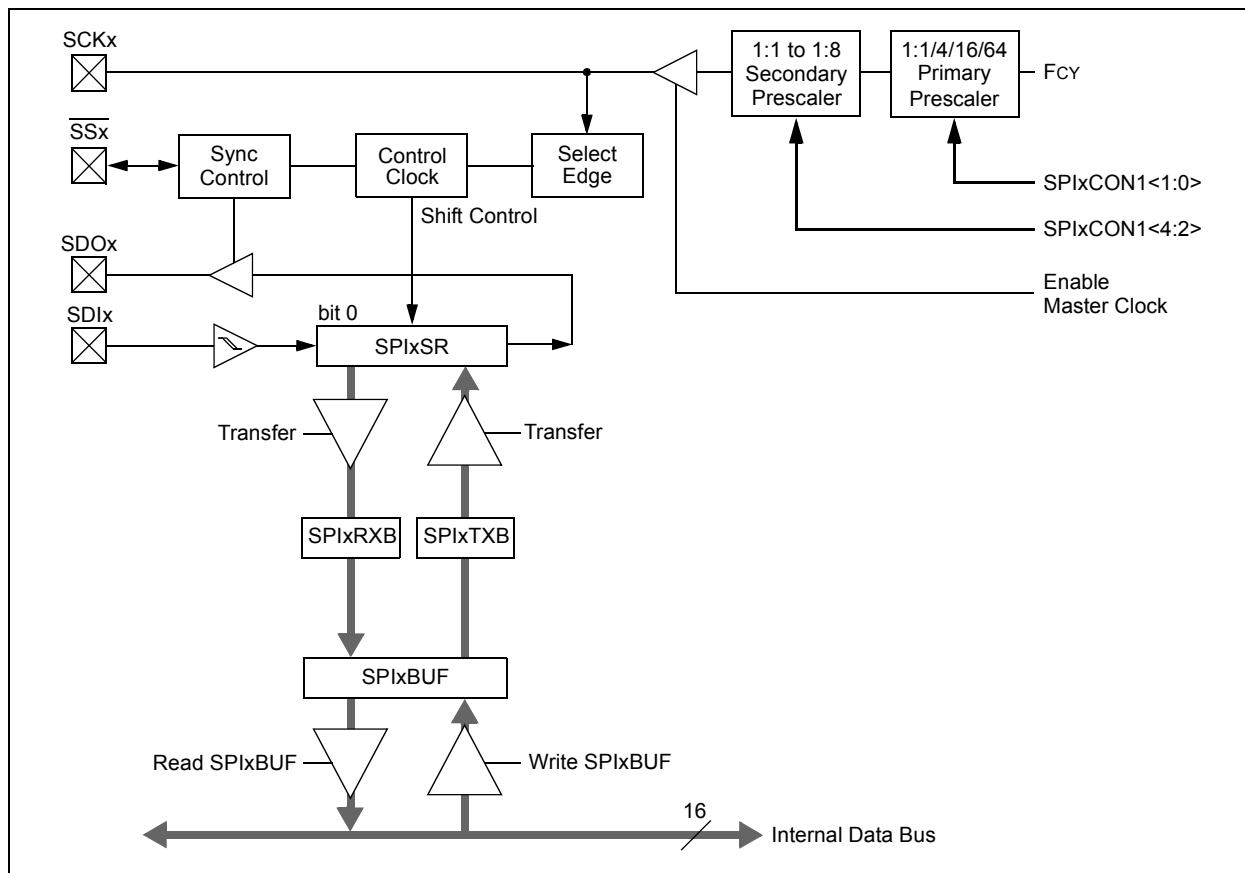 SCKx
1:1 to 1:8
Secondary
Prescaler
1:1/4/16/64
Primary
Prescaler
FCY
SSx
Sync
Control
Control
Clock
Select
Edge
SPIxCON1<1:0>
Shift Control
SPIxCON1<4:2>
SDOx
Enable
Master Clock
SDIx
bit 0
SPIxSR
Transfer
Transfer
SPIxRXB
SPIxTXB
SPIxBUF
Read SPIxBUF
Write SPIxBUF
16
Internal Data Bus